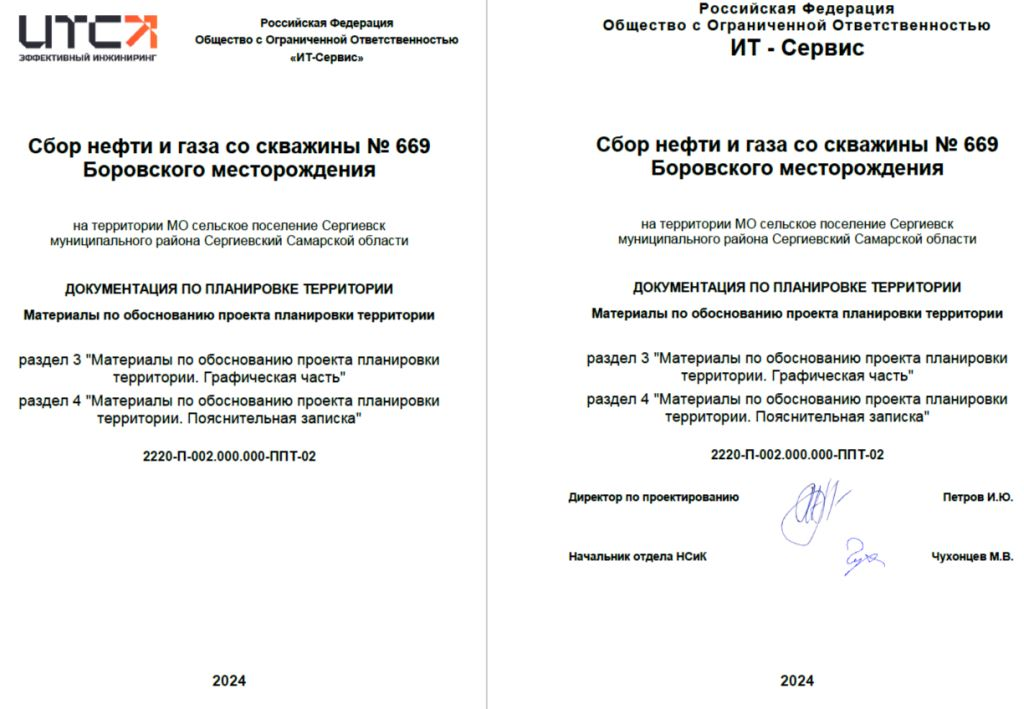 ИТСЯ
ЭФФЕКТИВНЫЙ ИНЖИНИРИНГ
Российская Федерация
Общество с Ограниченной Ответственностью
«ИТ-Сервис»
Сбор нефти и газа со скважины № 669
Боровского месторождения
на территории МО сельское поселение Сергиевск
муниципального района Сергиевский Самарской области
ДОКУМЕНТАЦИЯ ПО ПЛАНИРОВКЕ ТЕРРИТОРИИ
Материалы по обоснованию проекта планировки территории
раздел 3 "Материалы по обоснованию проекта планировки
территории. Графическая часть"
раздел 4 "Материалы по обоснованию проекта планировки
территории. Пояснительная записка"
2220-П-002.000.000-ППТ-02
2024
Российская Федерация
Общество с Ограниченной Ответственностью
ИТ - Сервис
Сбор нефти и газа со скважины № 669
Боровского месторождения
на территории МО сельское поселение Сергиевск
муниципального района Сергиевский Самарской области
ДОКУМЕНТАЦИЯ ПО ПЛАНИРОВКЕ ТЕРРИТОРИИ
Материалы по обоснованию проекта планировки территории
раздел 3 "Материалы по обоснованию проекта планировки
территории. Графическая часть"
раздел 4 "Материалы по обоснованию проекта планировки
территории. Пояснительная записка"
2220-П-002.000.000-ППТ-02
Директор по проектированию Петров И.Ю.
Начальник отдела НСиК Чухонцев М.В.
2024